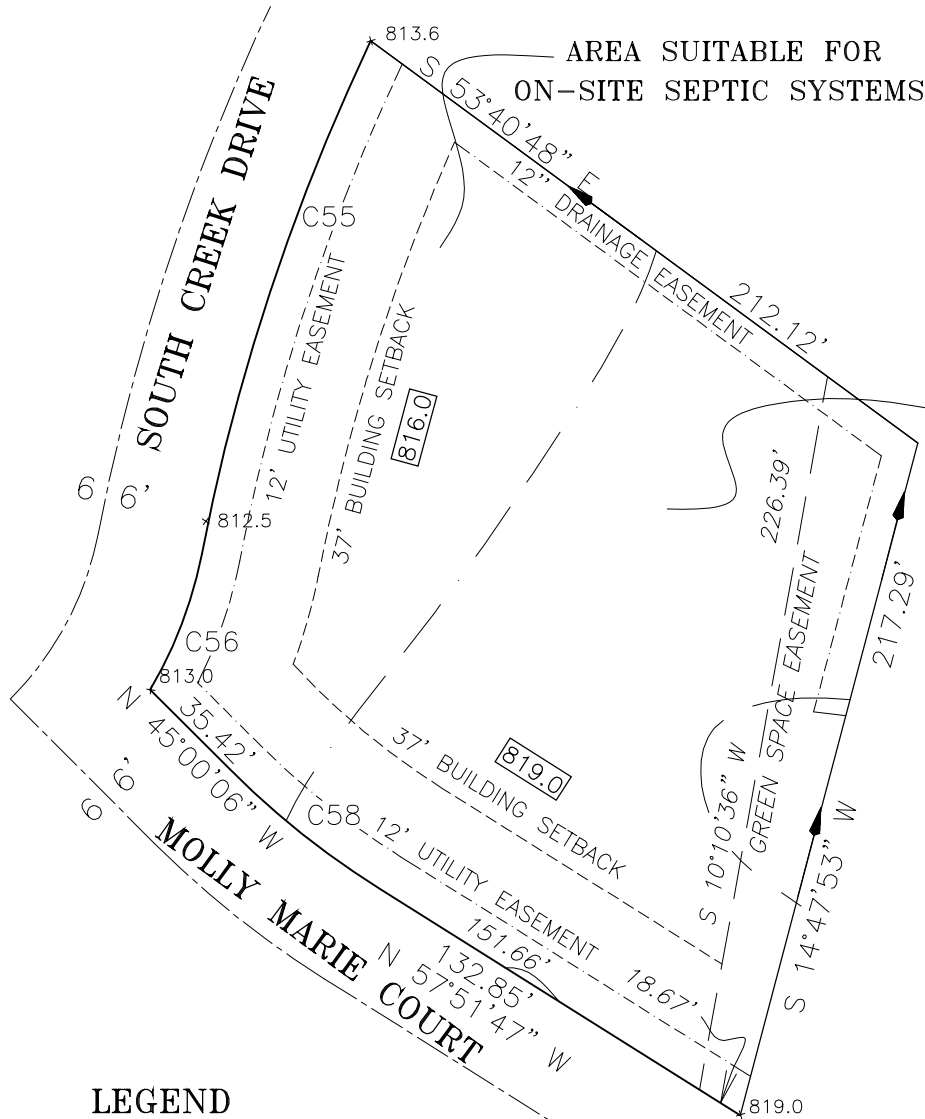 813.6
AREA SUITABLE FOR
ON-SITE SEPTIC SYSTEMS
S 53°40'48" E
212.12'
12" DRAINAGE EASEMENT
SOUTH CREEK DRIVE
C55
12' UTILITY EASEMENT
37' BUILDING SETBACK
816.0
66'
812.5
226.39'
GREEN SPACE EASEMENT
217.29'
C56
813.0
35.42'
N 45°00'06" W
37' BUILDING SETBACK
819.0
66'
C58
12' UTILITY EASEMENT
S 10°10'36" W
S 14°47'53" W
MOLLY MARIE COURT
151.66'
132.85'
N 57°51'47" W
18.67'
LEGEND
819.0